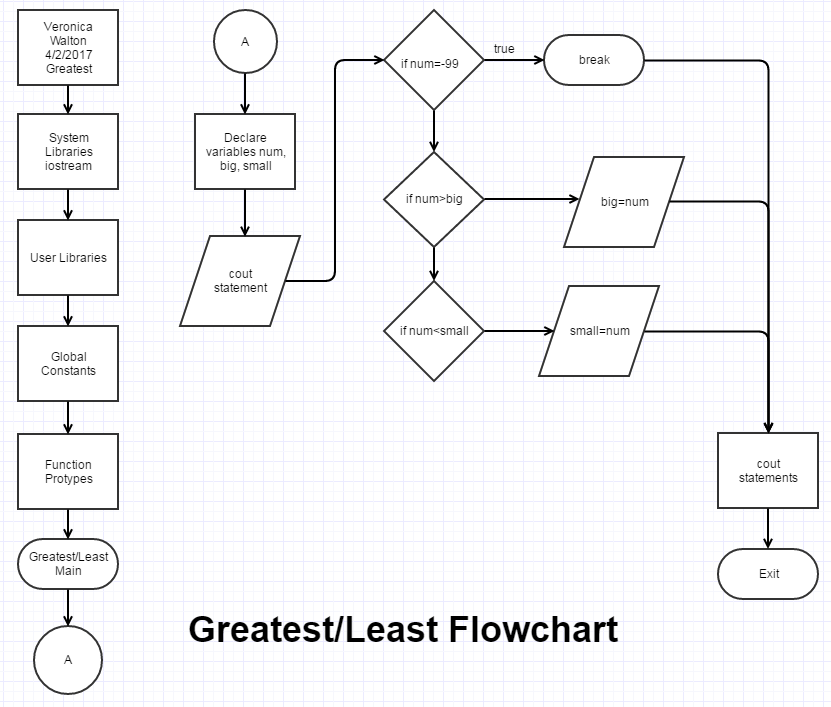 Veronica
Walton
4/2/2017
Greatest
System
Libraries
iostream
User Libraries
Global
Constants
Function
Protypes
Greatest/Least
Main
A
A
Declare
variables num,
big, small
cout
statement
if num=-99
true
break
if num>big
big=num
if num<small
small=num
cout
statements
Exit
Greatest/Least Flowchart